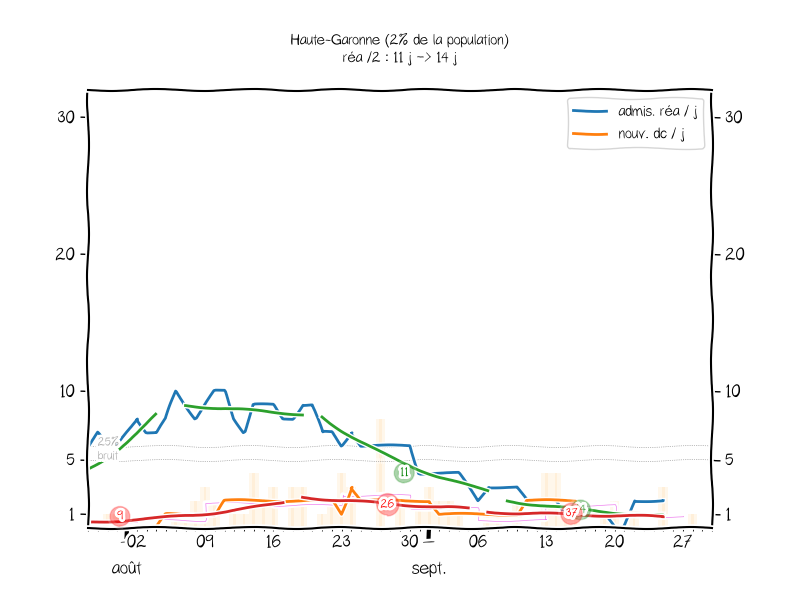 Haute-Garonne (2% de la population)
réa /2 : 11 j -> 14 j
admis. réa / j
nouv. dc / j
30 30
20 20
10 10
5 5
1 1
25%
bruit
9
26
11
37
02 09 16 23 30 06 13 20 27
août sept.